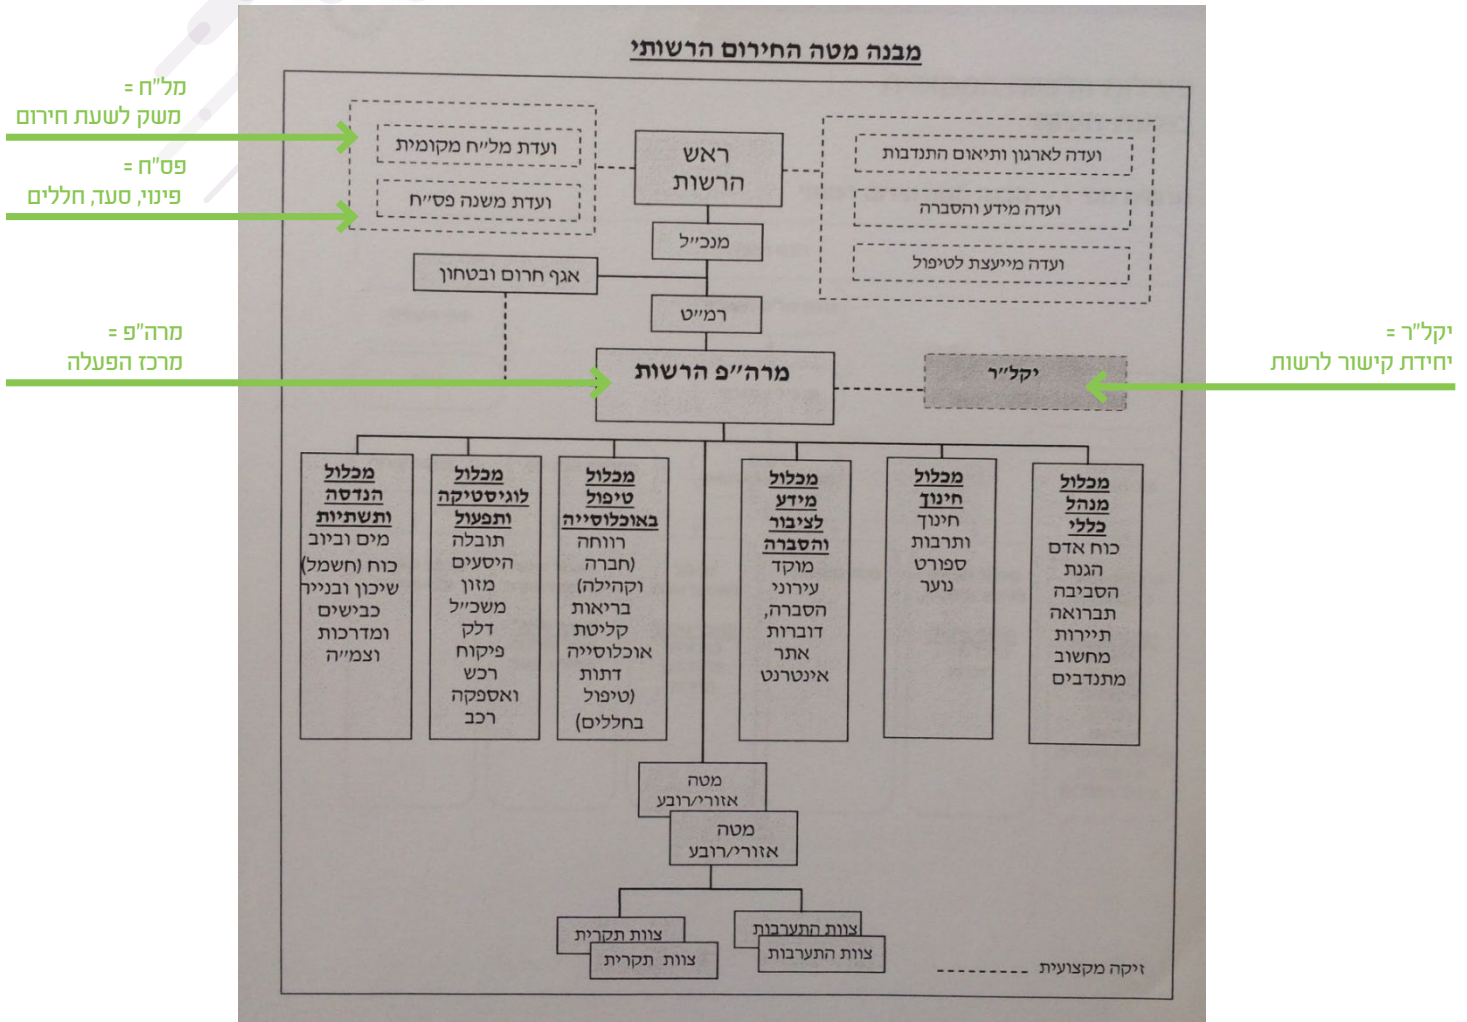 מבנה מטה החירום הרשותי
מל"ח =
משק לשעת חירום
פס"ח =
פינוי, סעד, חללים
מרה"פ =
מרכז הפעלה
יקל"ר =
יחידת קישור לרשות
ועדה לארגון ותיאום התנדבות
ועדה מידע והסברה
ועדה מייעצת לטיפול
ראש
הרשות
ועדת מל״ח מקומית
ועדת משנה פס״ח
מנכ״ל
אגף חרום ובטחון
רמ״ט
מרה״פ הרשות
יקל״ר
מכלול
מנהל
כללי
כוח אדם
הגנת
הסביבה
תברואה
תיירות
מחשוב
מתנדבים
מכלול
חינוך
חינוך
ותרבות
ספורט
נוער
מכלול
מידע
לציבור
והסברה
מוקד
עירוני
הסברה,
דוברות
אתר
אינטרנט
מכלול
טיפול
באוכלוסייה
רווחה
(חברה
וקהילה)
בריאות
קליטת
אוכלוסייה
דתות
(טיפול
בחללים)
מכלול
לוגיסטיקה
ותפעול
תובלה
היסעים
מזון
משכ״ל
דלק
פיקוח
רכש
ואספקה
רכב
מכלול
הנדסה
ותשתיות
מים וביוב
כוח (חשמל)
שיכון ובנייר
כבישים
ומדרכות
וצמ״ה
מטה
אזורי/רובע
מטה
אזורי/רובע
צוות התערבות
צוות התערבות
צוות תקרית
צוות תקרית
זיקה מקצועית